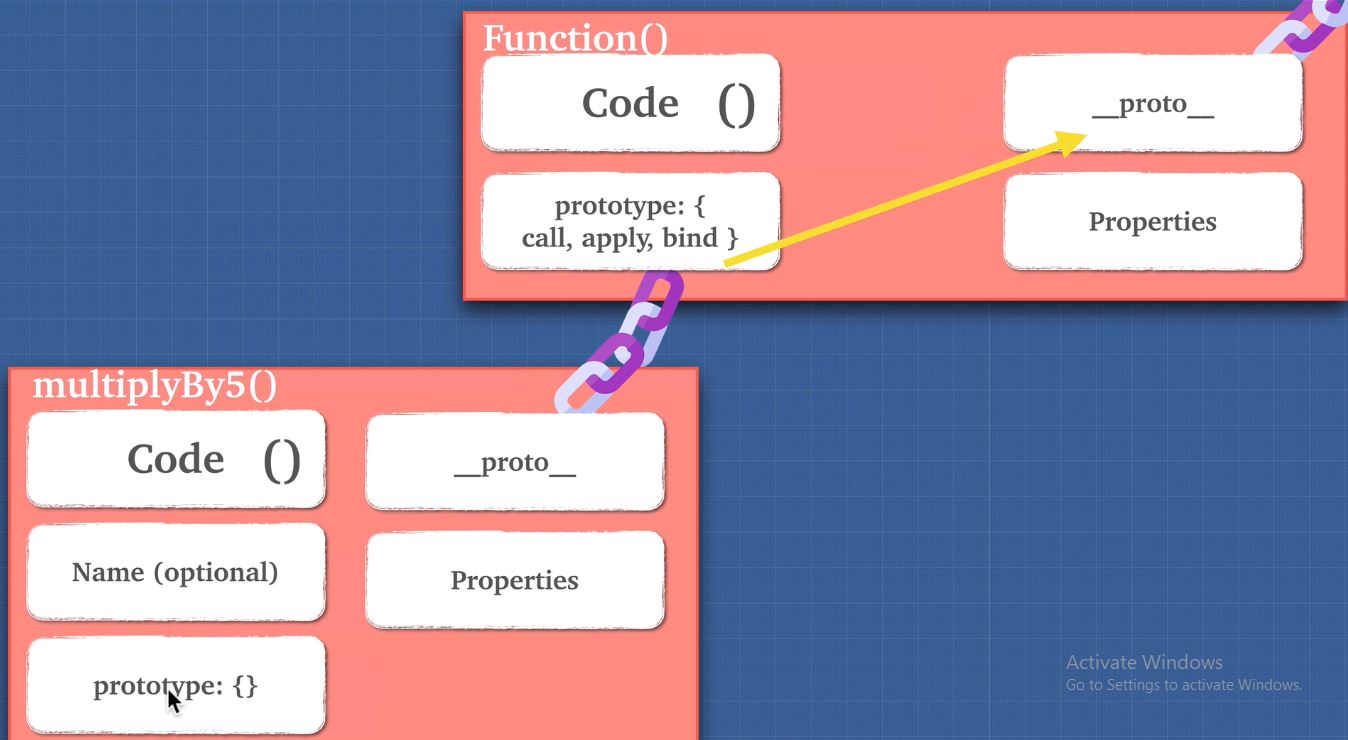 Function()
Code ()
__proto__
prototype: {
call, apply, bind }
Properties
multiplyBy5()
Code ()
__proto__
Name (optional)
Properties
prototype: {}
Activate Windows
Go to Settings to activate Windows.